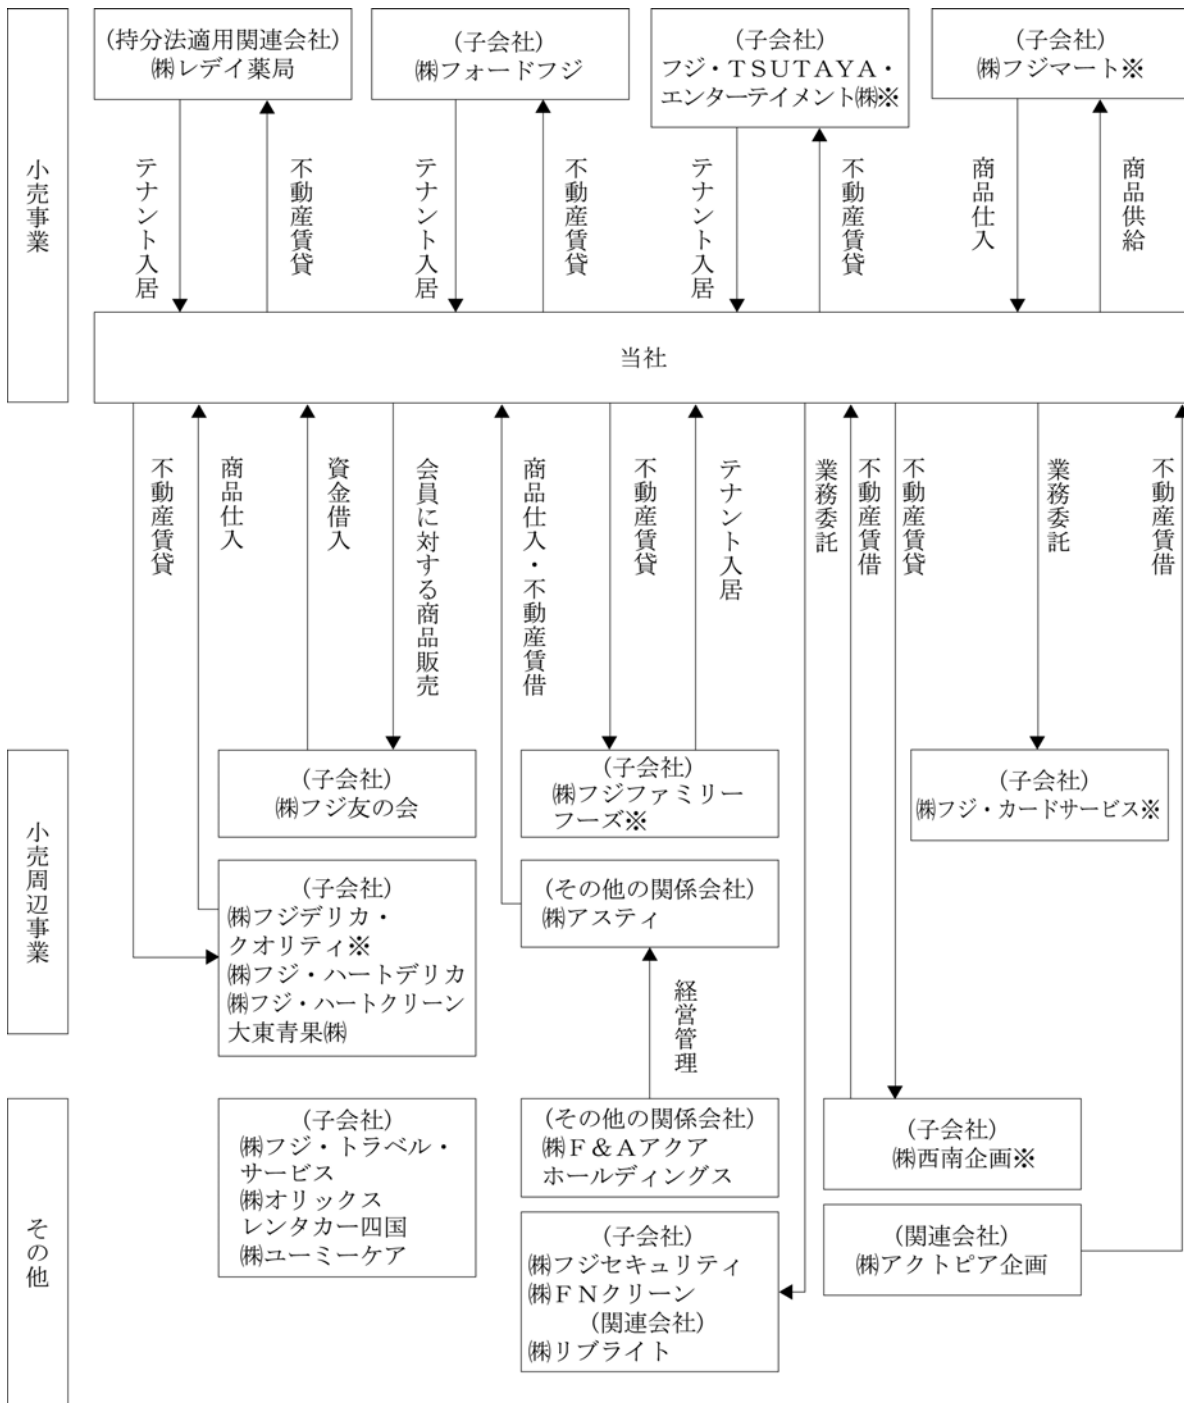 小売事業
(持分法適用関連会社)
㈱レデイ薬局
(子会社)
㈱フォードフジ
(子会社)
フジ・ＴＳＵＴＡＹＡ・
エンターテイメント㈱※
(子会社)
㈱フジマート※
テナント入居
不動産賃貸
テナント入居
不動産賃貸
テナント入居
不動産賃貸
商品仕入
商品供給
当社
不動産賃貸
商品仕入
資金借入
会員に対する商品販売
商品仕入・不動産賃借
不動産賃貸
テナント入居
業務委託
不動産賃借
不動産賃貸
業務委託
不動産賃借
小売周辺事業
(子会社)
㈱フジ友の会
(子会社)
㈱フジファミリー
フーズ※
(子会社)
㈱フジ・カードサービス※
(子会社)
㈱フジデリカ・
クオリティ※
㈱フジ・ハートデリカ
㈱フジ・ハートクリーン
大東青果㈱
(その他の関係会社)
㈱アスティ
経営管理
その他
(子会社)
㈱フジ・トラベル・
サービス
㈱オリックス
レンタカー四国
㈱ユーミーケア
(その他の関係会社)
㈱Ｆ＆Ａアクア
ホールディングス
(子会社)
㈱西南企画※
(子会社)
㈱フジセキュリティ
㈱ＦＮクリーン
(関連会社)
㈱リブライト
(関連会社)
㈱アクトピア企画